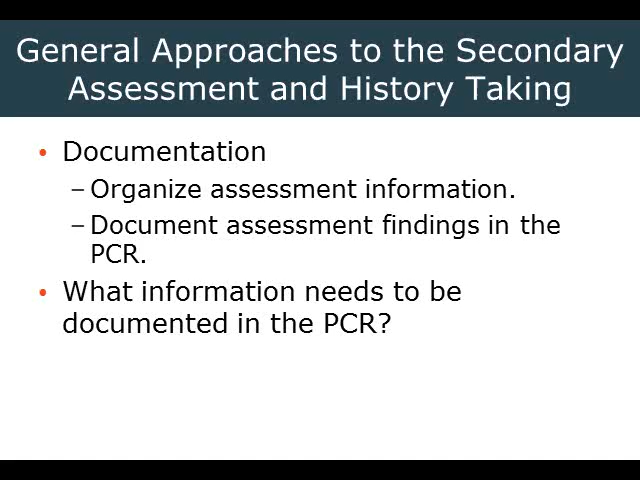 General Approaches to the Secondary
Assessment and History Taking
• Documentation
– Organize assessment information.
– Document assessment findings in the
PCR.
• What information needs to be
documented in the PCR?